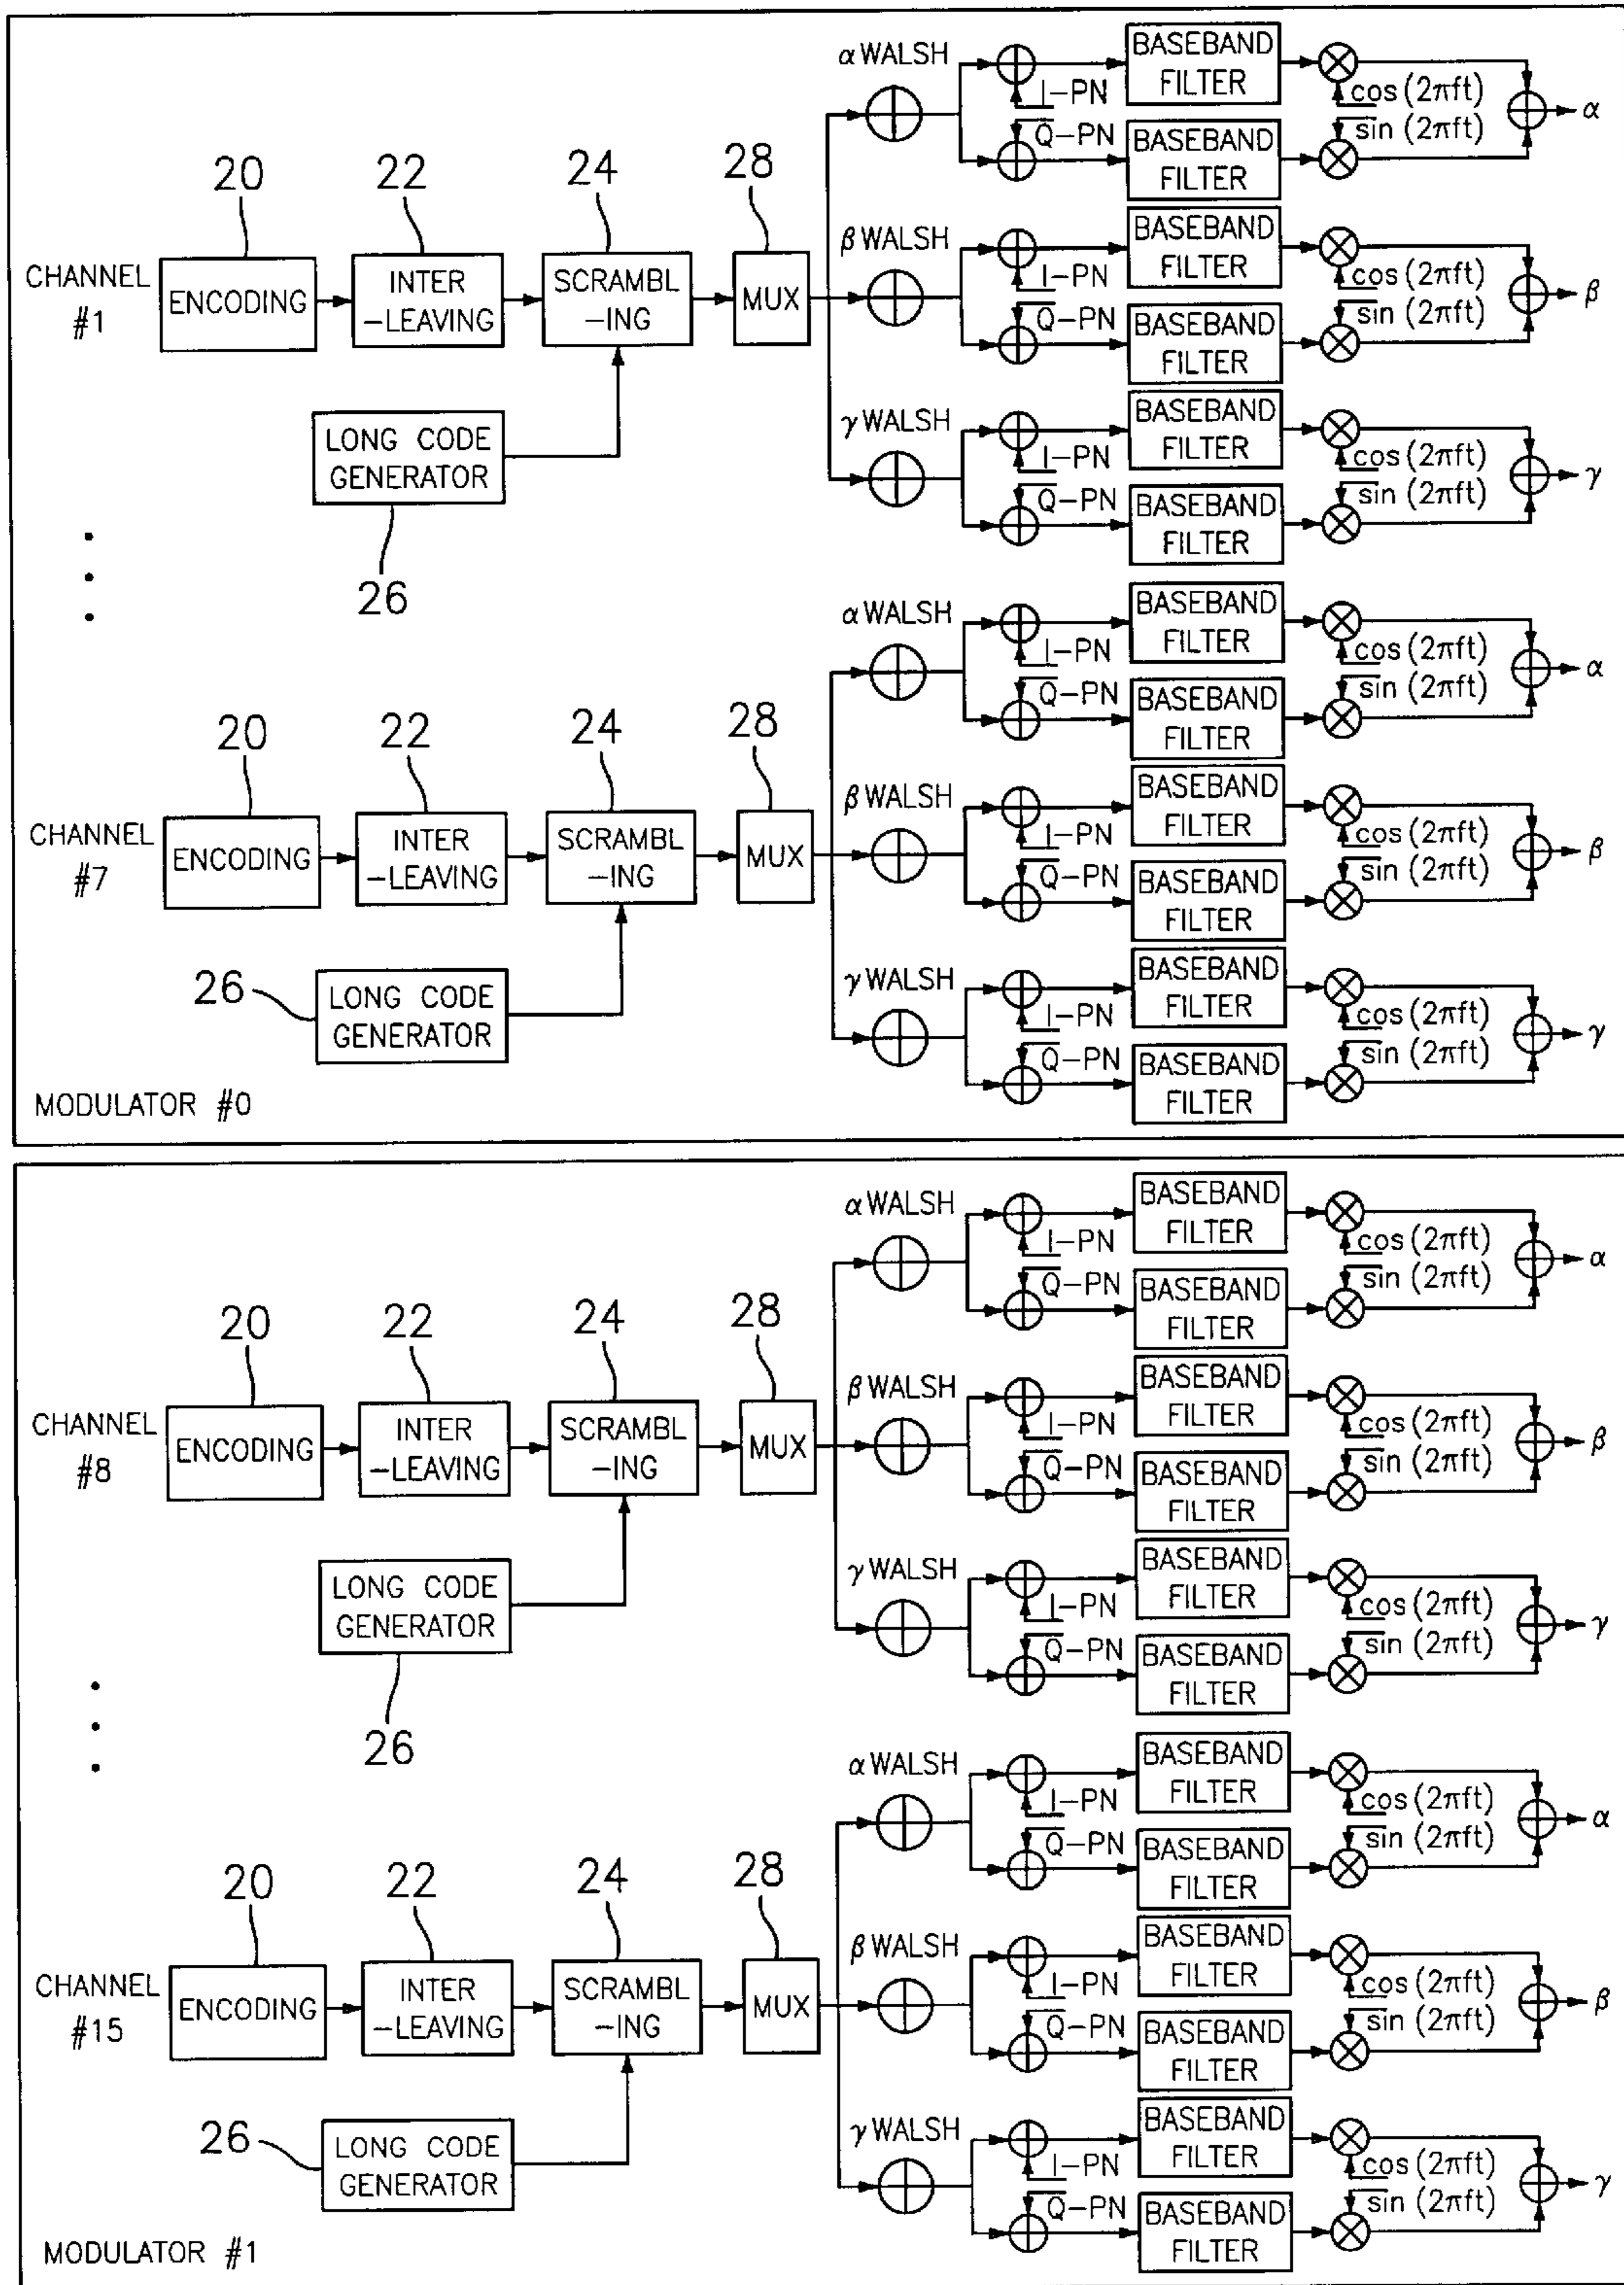 α WALSH
BASEBAND
FILTER
I-PN
cos (2πft)
α
Q-PN
sin (2πft)
BASEBAND
FILTER
20
22
24
28
CHANNEL
#1
ENCODING
INTER
-LEAVING
SCRAMBL
-ING
MUX
β WALSH
BASEBAND
FILTER
I-PN
cos (2πft)
β
Q-PN
sin (2πft)
BASEBAND
FILTER
LONG CODE
GENERATOR
26
γ WALSH
BASEBAND
FILTER
I-PN
cos (2πft)
γ
Q-PN
sin (2πft)
BASEBAND
FILTER
α WALSH
BASEBAND
FILTER
I-PN
cos (2πft)
α
Q-PN
sin (2πft)
BASEBAND
FILTER
20
22
24
28
CHANNEL
#7
ENCODING
INTER
-LEAVING
SCRAMBL
-ING
MUX
β WALSH
BASEBAND
FILTER
I-PN
cos (2πft)
β
Q-PN
sin (2πft)
BASEBAND
FILTER
26
LONG CODE
GENERATOR
γ WALSH
BASEBAND
FILTER
I-PN
cos (2πft)
γ
Q-PN
sin (2πft)
BASEBAND
FILTER
MODULATOR #0
α WALSH
BASEBAND
FILTER
I-PN
cos (2πft)
α
Q-PN
sin (2πft)
BASEBAND
FILTER
20
22
24
28
CHANNEL
#8
ENCODING
INTER
-LEAVING
SCRAMBL
-ING
MUX
β WALSH
BASEBAND
FILTER
I-PN
cos (2πft)
β
Q-PN
sin (2πft)
BASEBAND
FILTER
LONG CODE
GENERATOR
26
γ WALSH
BASEBAND
FILTER
I-PN
cos (2πft)
γ
Q-PN
sin (2πft)
BASEBAND
FILTER
α WALSH
BASEBAND
FILTER
I-PN
cos (2πft)
α
Q-PN
sin (2πft)
BASEBAND
FILTER
20
22
24
28
CHANNEL
#15
ENCODING
INTER
-LEAVING
SCRAMBL
-ING
MUX
β WALSH
BASEBAND
FILTER
I-PN
cos (2πft)
β
Q-PN
sin (2πft)
BASEBAND
FILTER
26
LONG CODE
GENERATOR
γ WALSH
BASEBAND
FILTER
I-PN
cos (2πft)
γ
Q-PN
sin (2πft)
BASEBAND
FILTER
MODULATOR #1